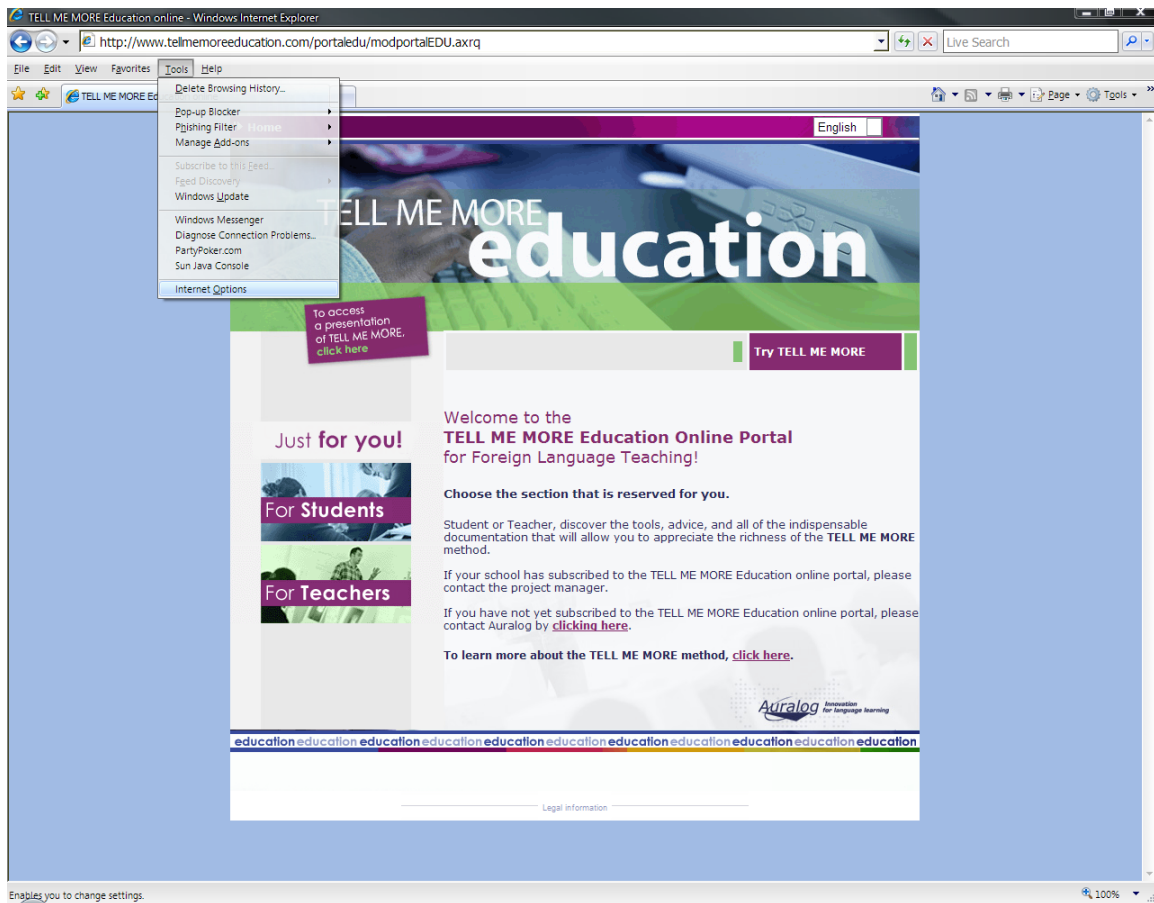 TELL ME MORE Education online - Windows Internet Explorer
http://www.tellmemoreeducation.com/portaledu/modportalEDU.axrq
Live Search
File Edit View Favorites Tools Help
TELL ME MORE Ed
Page Tools
Delete Browsing History...
Pop-up Blocker
Phishing Filter
Manage Add-ons
Subscribe to this Feed...
Feed Discovery
Windows Update
Windows Messenger
Diagnose Connection Problems...
PartyPoker.com
Sun Java Console
Internet Options
Home
English
TELL ME MORE
education
To access
a presentation
of TELL ME MORE,
click here
Try TELL ME MORE
Just for you!
For Students
For Teachers
Welcome to the
TELL ME MORE Education Online Portal
for Foreign Language Teaching!
Choose the section that is reserved for you.
Student or Teacher, discover the tools, advice, and all of the indispensable
documentation that will allow you to appreciate the richness of the TELL ME MORE
method.
If your school has subscribed to the TELL ME MORE Education online portal, please
contact the project manager.
If you have not yet subscribed to the TELL ME MORE Education online portal, please
contact Auralog by clicking here.
To learn more about the TELL ME MORE method, click here.
Auralog Innovation
for language learning
education education education education education education education education education education education
Legal information
Enables you to change settings.
100%